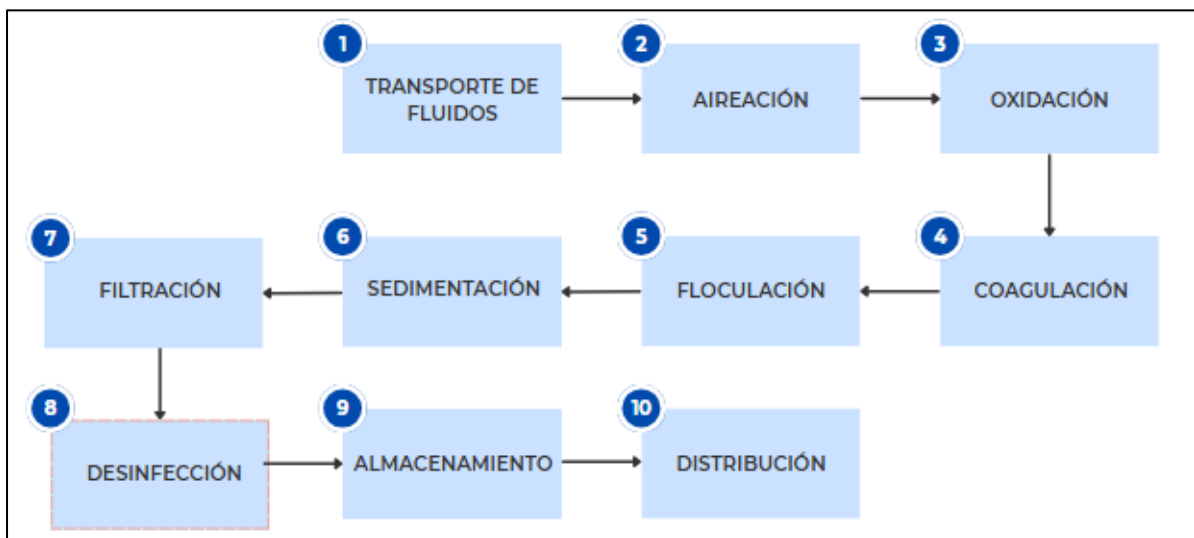 1
TRANSPORTE DE
FLUIDOS
2
AIREACIÓN
3
OXIDACIÓN
4
COAGULACIÓN
5
FLOCULACIÓN
6
SEDIMENTACIÓN
7
FILTRACIÓN
8
DESINFECCIÓN
9
ALMACENAMIENTO
10
DISTRIBUCIÓN